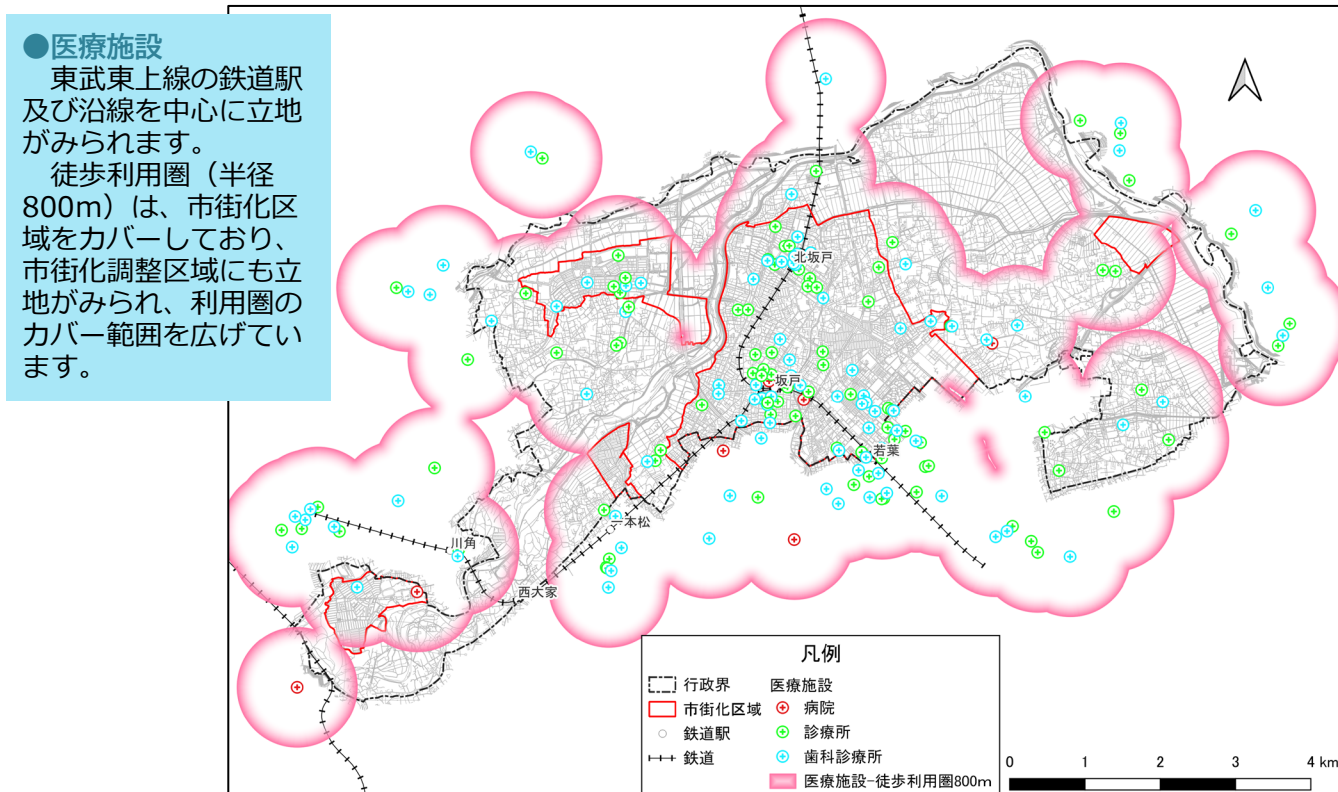 ●医療施設
東武東上線の鉄道駅
及び沿線を中心に立地
がみられます。
徒歩利用圏（半径
800m）は、市街化区
域をカバーしており、
市街化調整区域にも立
地がみられ、利用圏の
カバー範囲を広げてい
ます。
北坂戸
坂戸
若葉
一本松
川角
西大家
凡例
行政界
市街化区域
鉄道駅
鉄道
医療施設
病院
診療所
歯科診療所
医療施設-徒歩利用圏800m
0 1 2 3 4 km